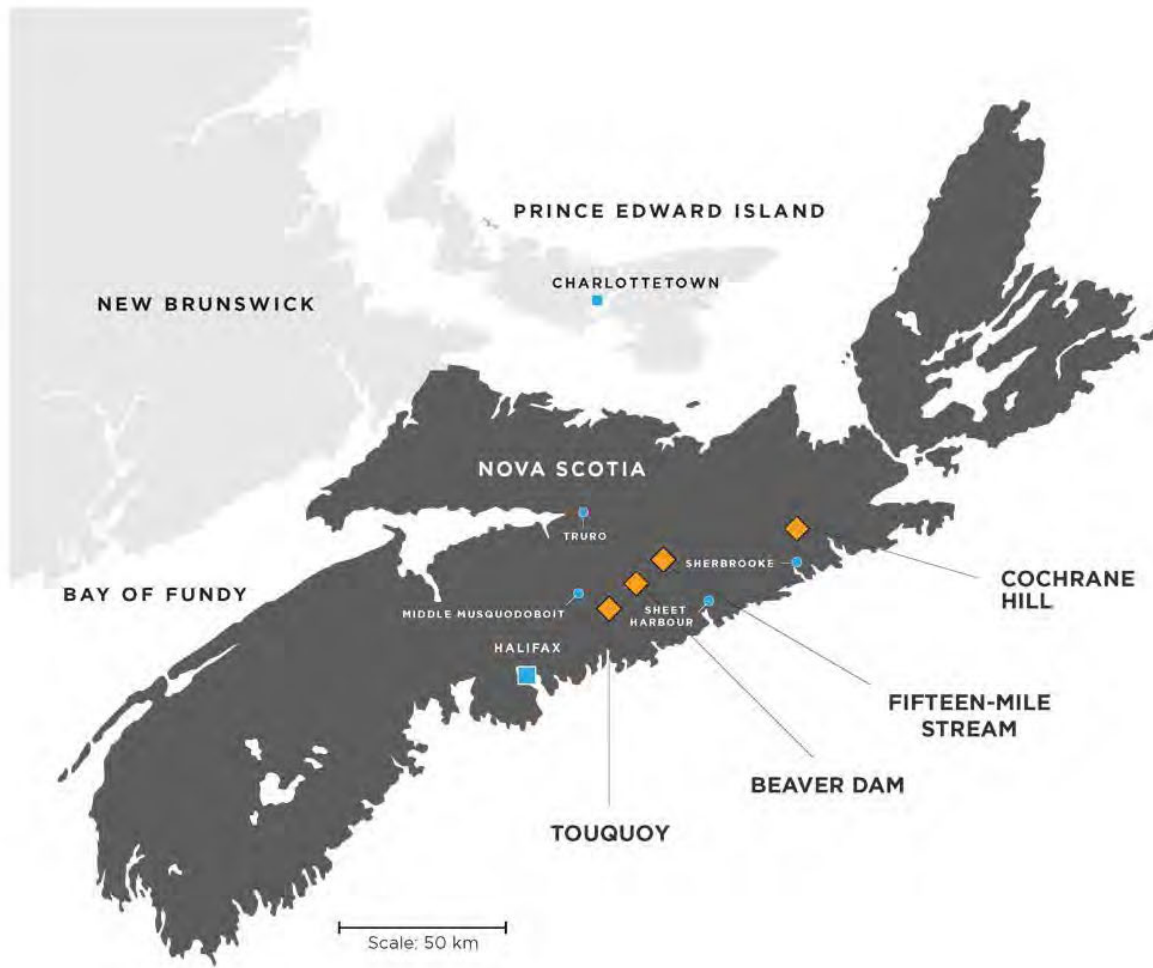 PRINCE EDWARD ISLAND
CHARLOTTETOWN
NEW BRUNSWICK
NOVA SCOTIA
TRURO
SHERBROOKE
COCHRANE
HILL
BAY OF FUNDY
MIDDLE MUSQUODOBOIT
SHEET
HARBOUR
HALIFAX
FIFTEEN-MILE
STREAM
BEAVER DAM
TOUQUOY
Scale: 50 km